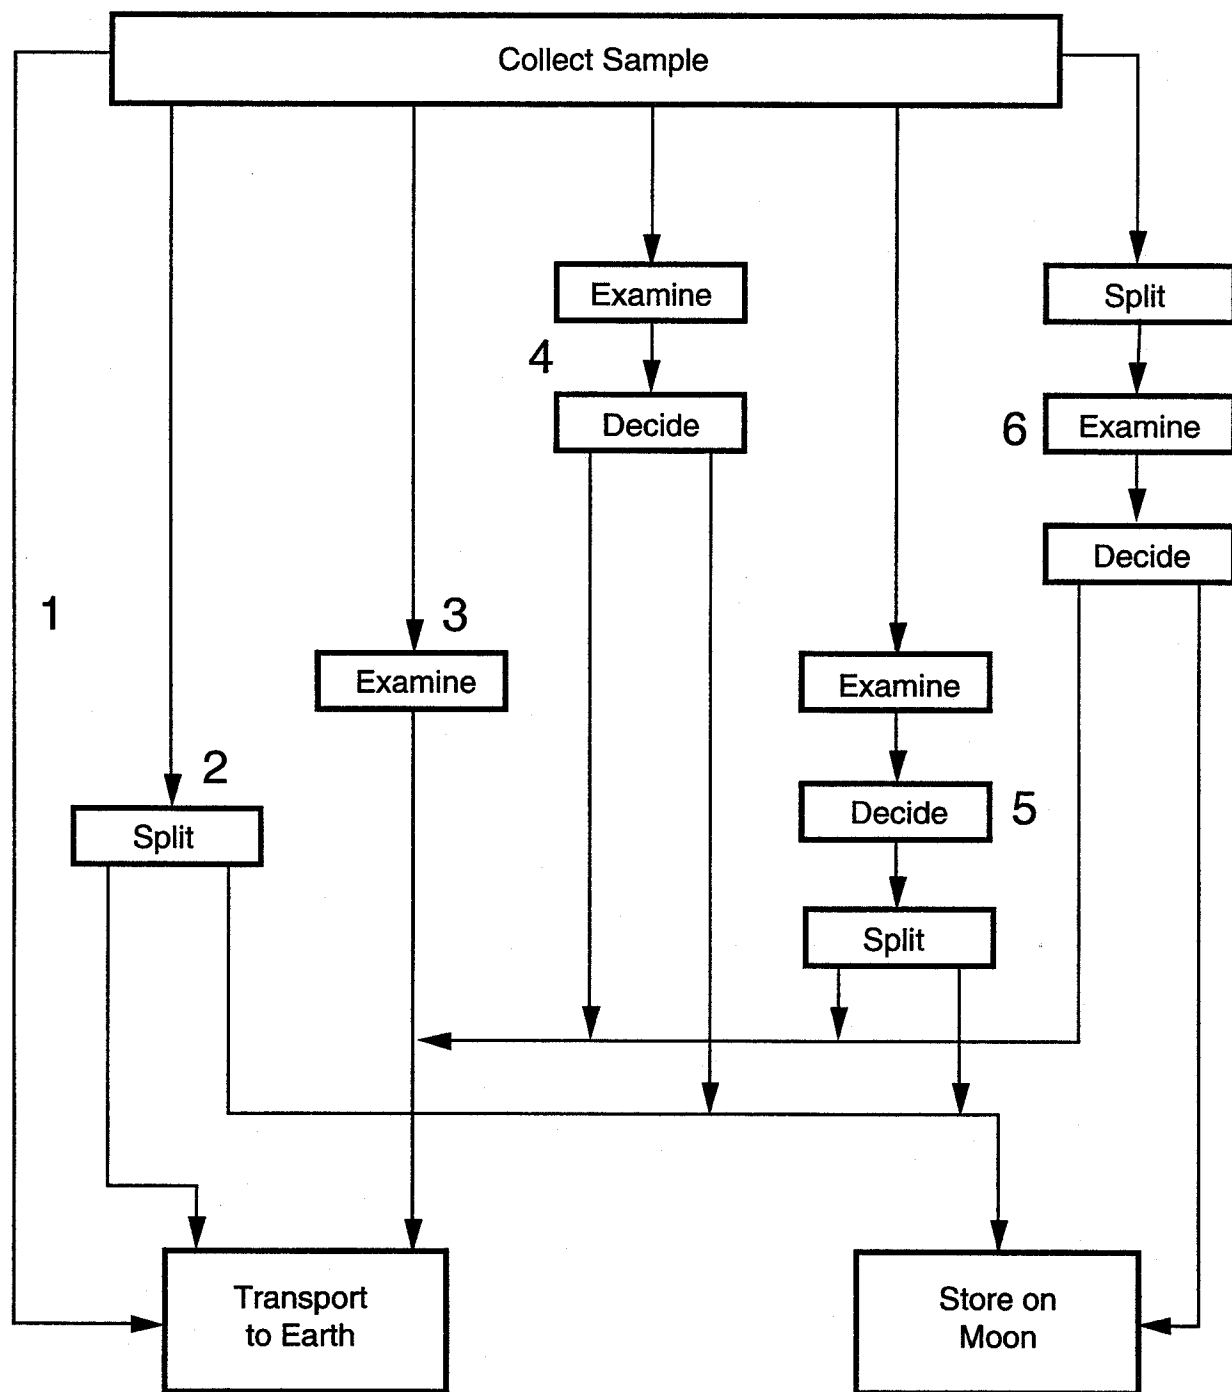 Collect Sample
Examine
Split
4
Decide
6
Examine
Decide
1
3
Examine
Examine
2
Split
Decide
5
Split
Transport
to Earth
Store on
Moon